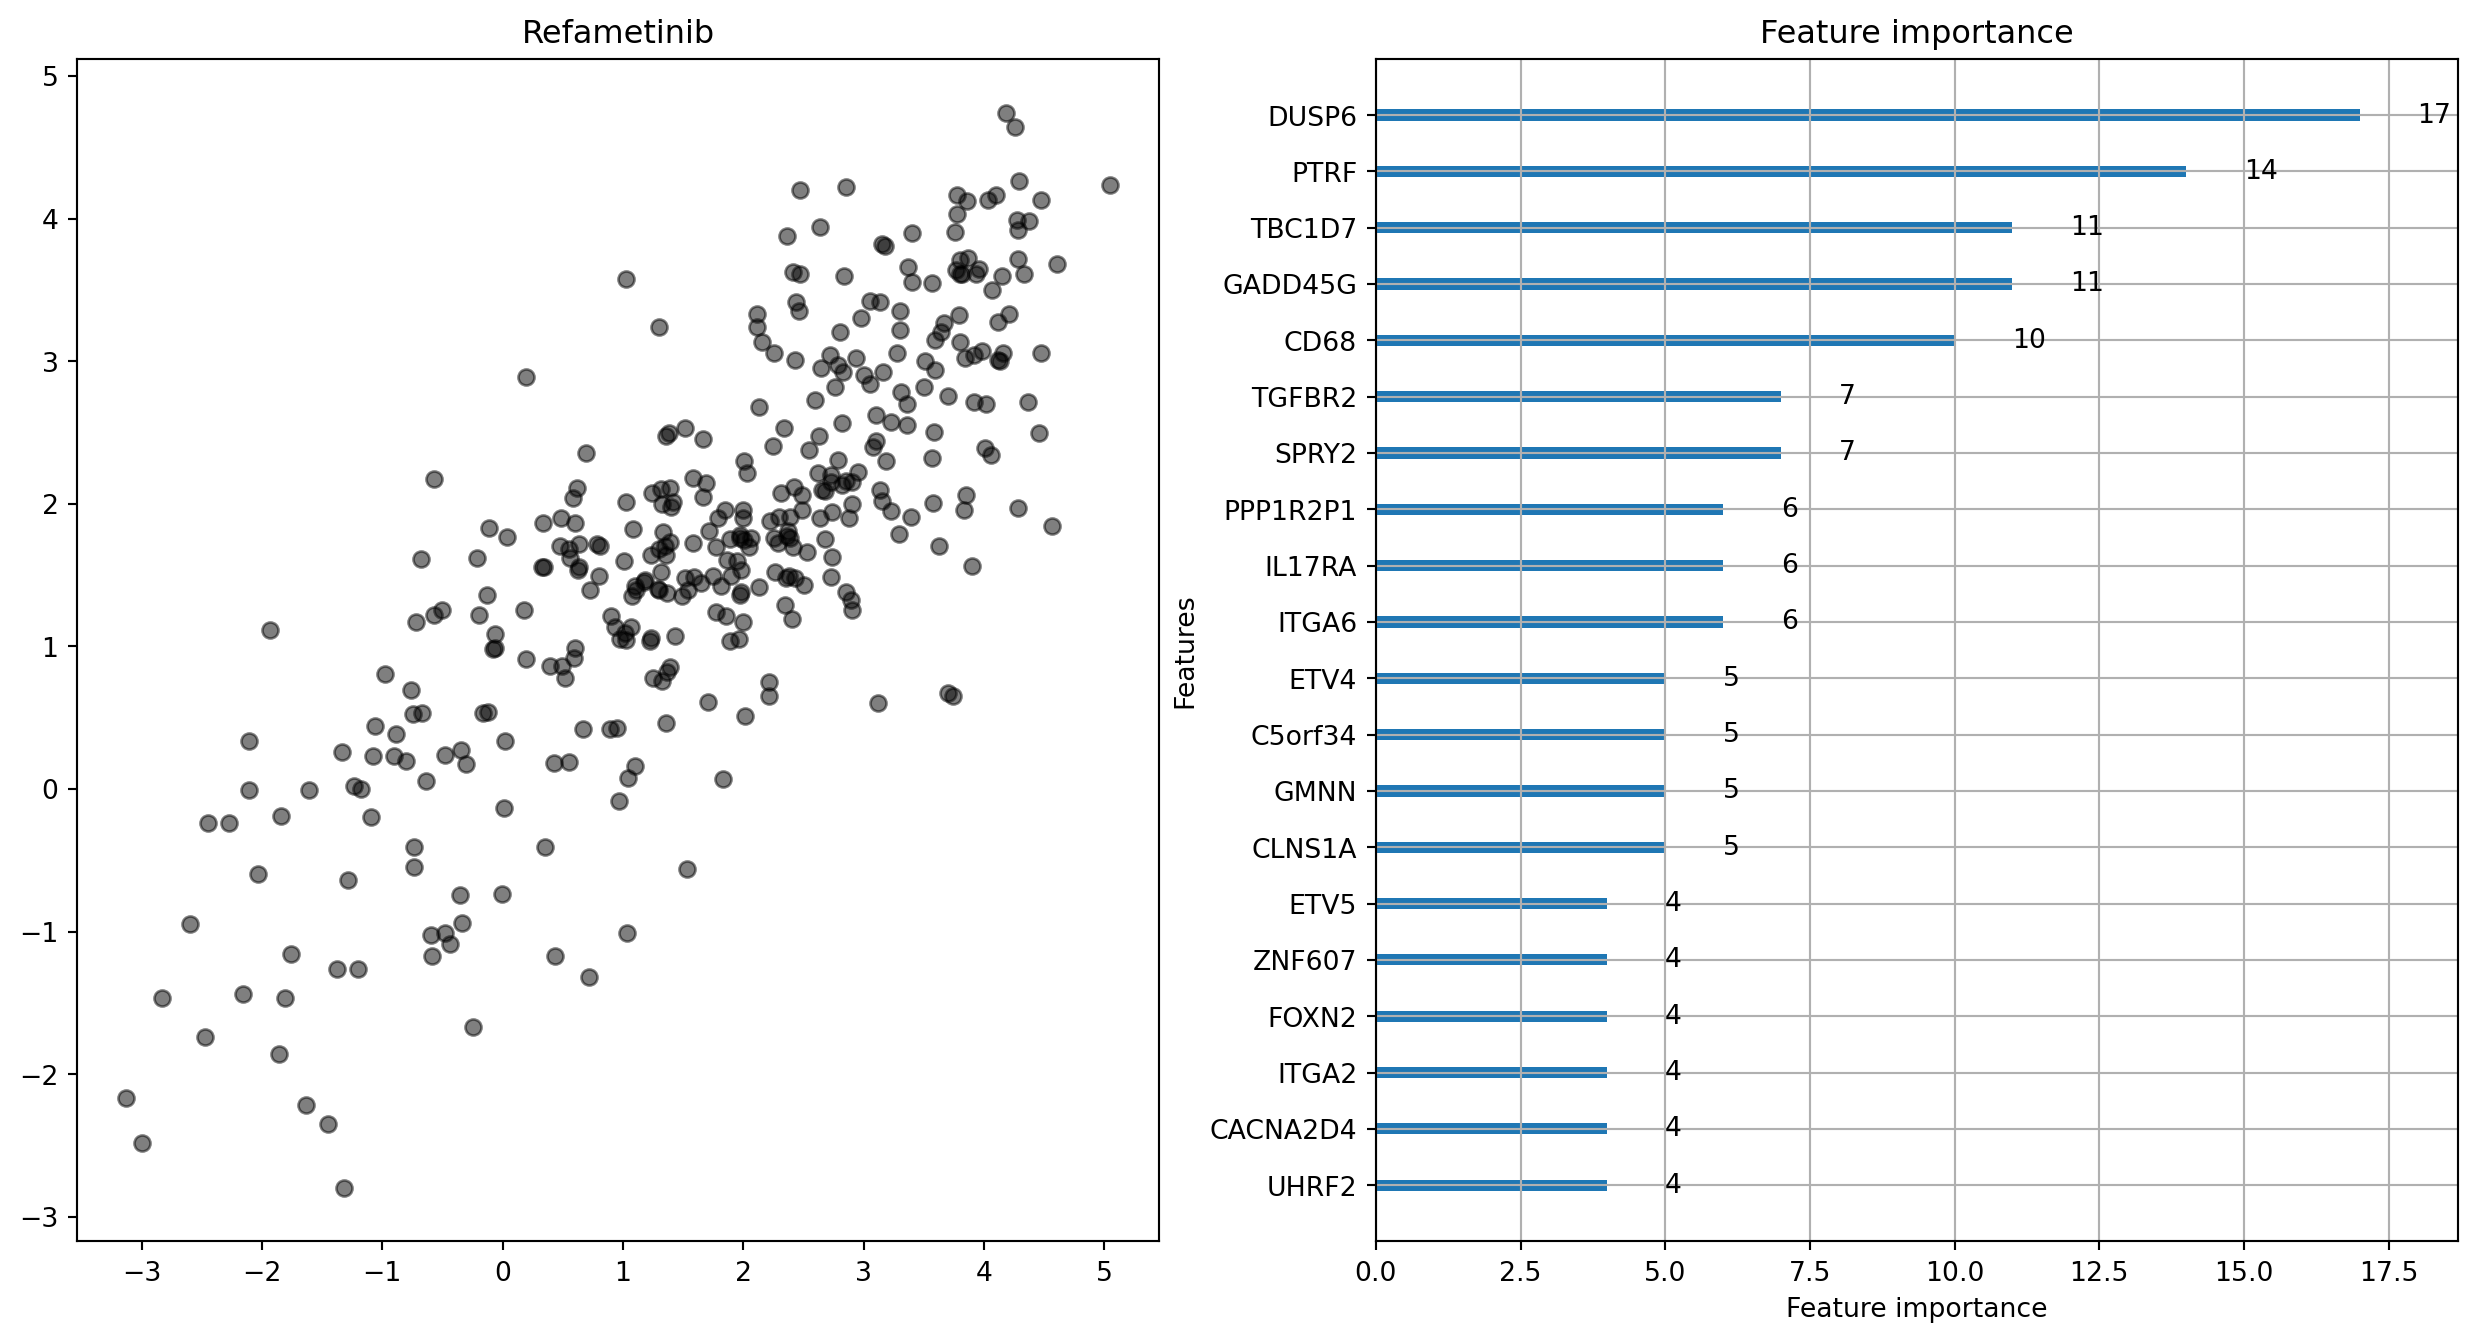 Refametinib
5
4
3
2
1
0
−1
−2
−3
−3 −2 −1 0 1 2 3 4 5
Feature importance
Features
DUSP6 17
PTRF 14
TBC1D7 11
GADD45G 11
CD68 10
TGFBR2 7
SPRY2 7
PPP1R2P1 6
IL17RA 6
ITGA6 6
ETV4 5
C5orf34 5
GMNN 5
CLNS1A 5
ETV5 4
ZNF607 4
FOXN2 4
ITGA2 4
CACNA2D4 4
UHRF2 4
0.0 2.5 5.0 7.5 10.0 12.5 15.0 17.5
Feature importance